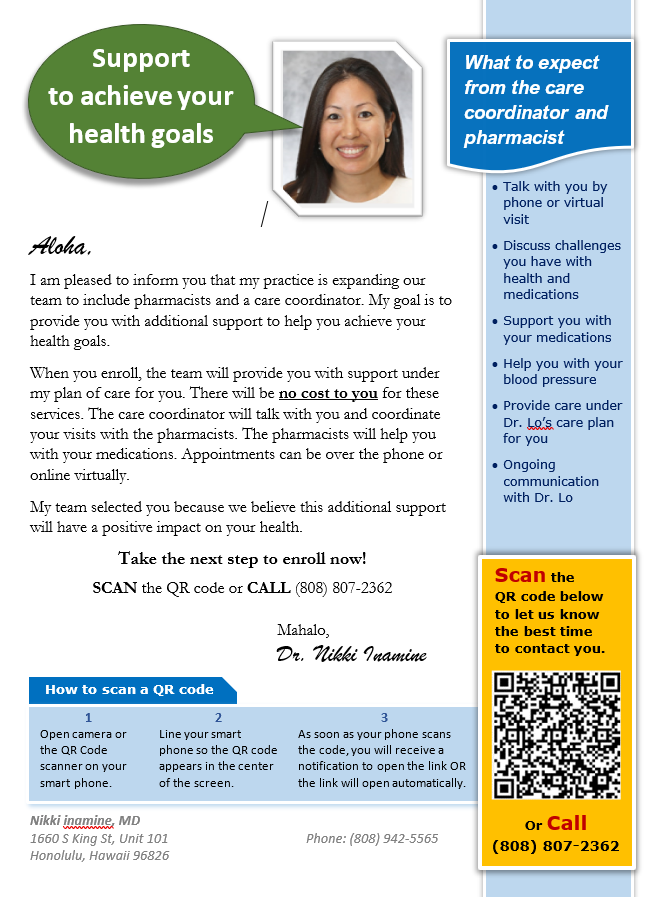 Support
to achieve your
health goals
Aloha,
I am pleased to inform you that my practice is expanding our
team to include pharmacists and a care coordinator. My goal is to
provide you with additional support to help you achieve your
health goals.
When you enroll, the team will provide you with support under
my plan of care for you. There will be no cost to you for these
services. The care coordinator will talk with you and coordinate
your visits with the pharmacists. The pharmacists will help you
with your medications. Appointments can be over the phone or
online virtually.
My team selected you because we believe this additional support
will have a positive impact on your health.
Take the next step to enroll now!
SCAN the QR code or CALL (808) 807-2362
Mahalo,
Dr. Nikki Inamine
What to expect
from the care
coordinator and
pharmacist
• Talk with you by
phone or virtual
visit
• Discuss challenges
you have with
health and
medications
• Support you with
your medications
• Help you with your
blood pressure
• Provide care under
Dr. Lo’s care plan
for you
• Ongoing
communication
with Dr. Lo
Scan the
QR code below
to let us know
the best time
to contact you.
Or Call
(808) 807-2362
How to scan a QR code
1
Open camera or
the QR Code
scanner on your
smart phone.
2
Line your smart
phone so the QR code
appears in the center
of the screen.
3
As soon as your phone scans
the code, you will receive a
notification to open the link OR
the link will open automatically.
Nikki inamine, MD
1660 S King St, Unit 101
Honolulu, Hawaii 96826
Phone: (808) 942-5565